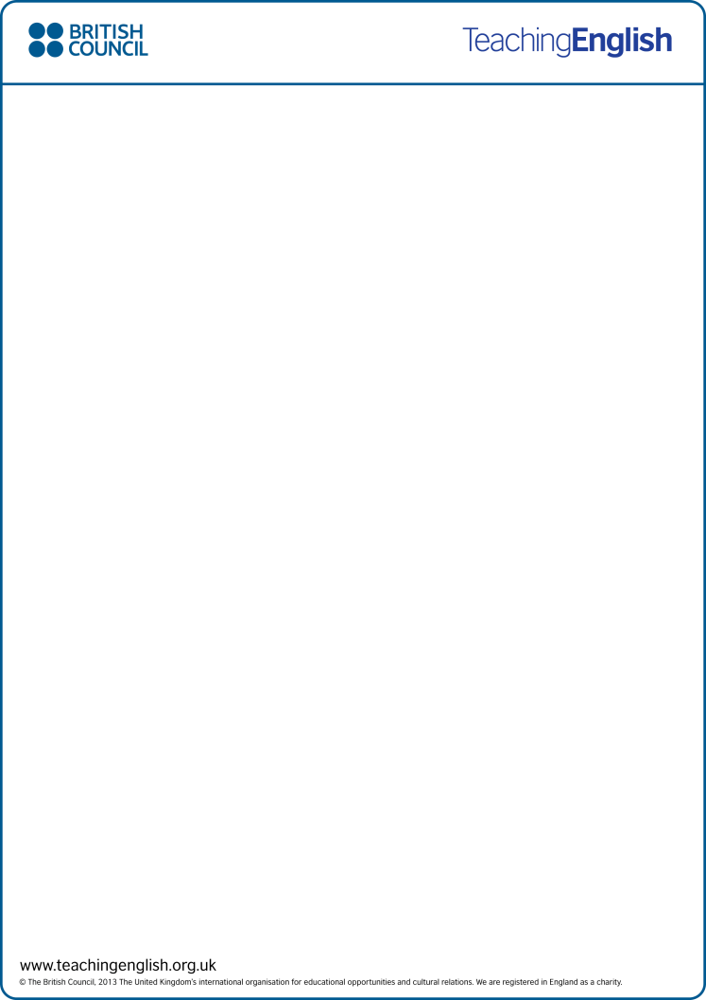 BRITISH
COUNCIL
TeachingEnglish
www.teachingenglish.org.uk
© The British Council, 2013 The United Kingdom's international organisation for educational opportunities and cultural relations. We are registered in England as a charity.